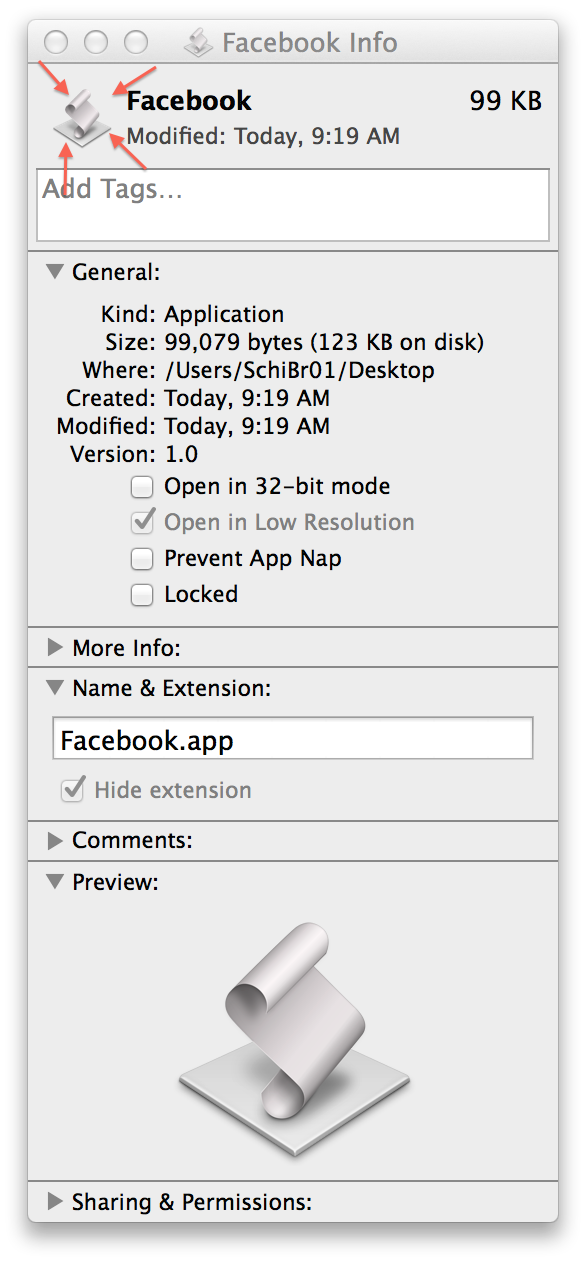 Facebook Info
Facebook 99 KB
Modified: Today, 9:19 AM
Add Tags...
General:
Kind: Application
Size: 99,079 bytes (123 KB on disk)
Where: /Users/SchiBr01/Desktop
Created: Today, 9:19 AM
Modified: Today, 9:19 AM
Version: 1.0
Open in 32-bit mode
Open in Low Resolution
Prevent App Nap
Locked
More Info:
Name & Extension:
Facebook.app
Hide extension
Comments:
Preview:
Sharing & Permissions: